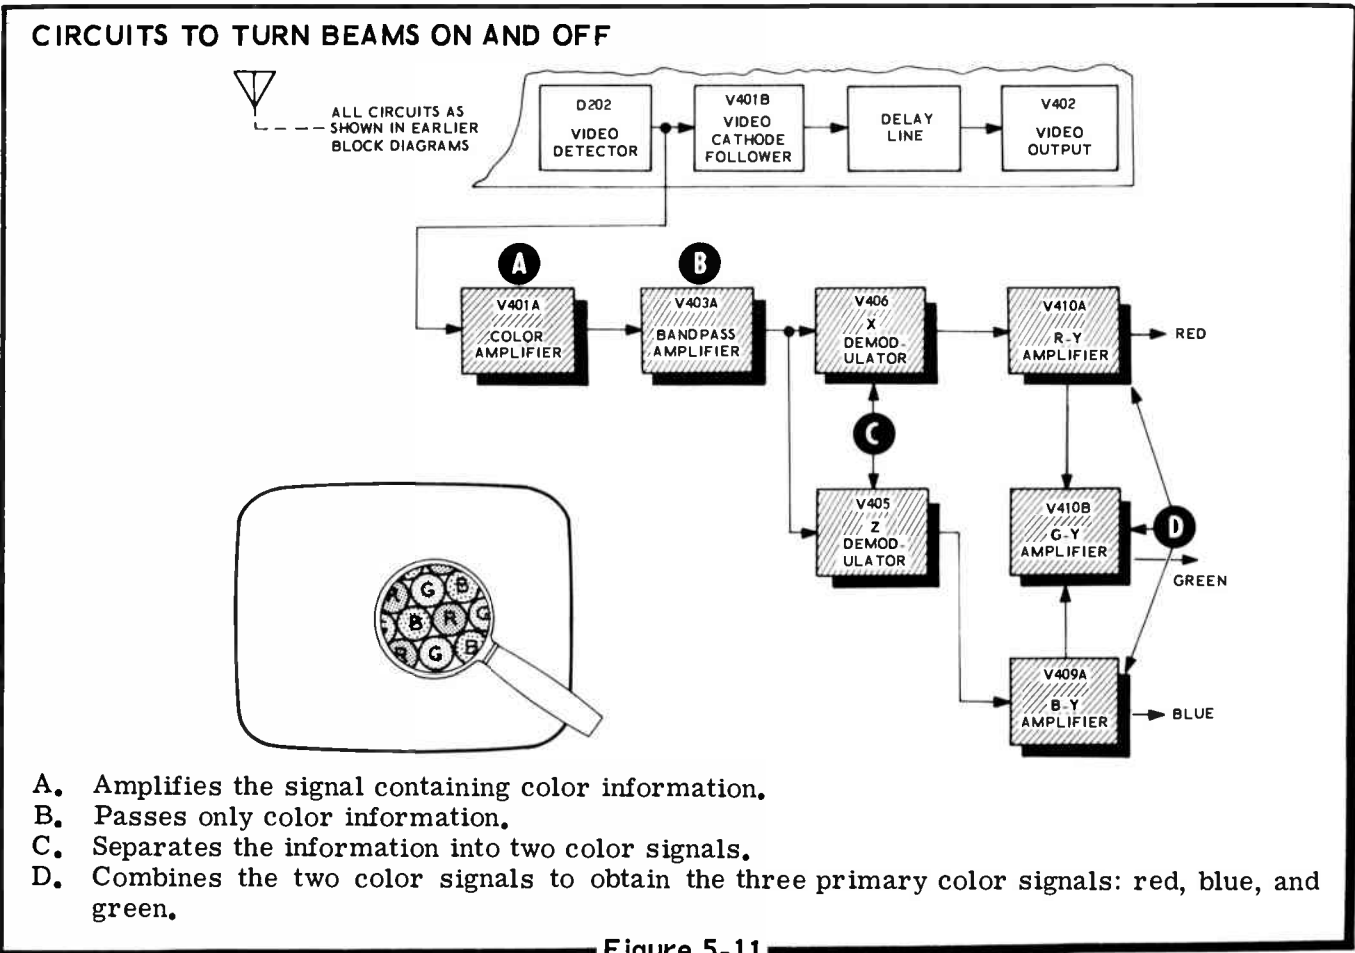 CIRCUITS TO TURN BEAMS ON AND OFF
ALL CIRCUITS AS
SHOWN IN EARLIER
BLOCK DIAGRAMS
D202
VIDEO
DETECTOR
V401B
VIDEO
CATHODE
FOLLOWER
DELAY
LINE
V402
VIDEO
OUTPUT
A
B
V401A
COLOR
AMPLIFIER
V403A
BANDPASS
AMPLIFIER
V406
X
DEMOD-
ULATOR
V410A
R-Y
AMPLIFIER
RED
C
V405
Z
DEMOD-
ULATOR
V410B
G-Y
AMPLIFIER
D
GREEN
V409A
B-Y
AMPLIFIER
BLUE
R G B
B R G
R G B
A. Amplifies the signal containing color information.
B. Passes only color information.
C. Separates the information into two color signals.
D. Combines the two color signals to obtain the three primary color signals: red, blue, and
green.
Figure 5-11